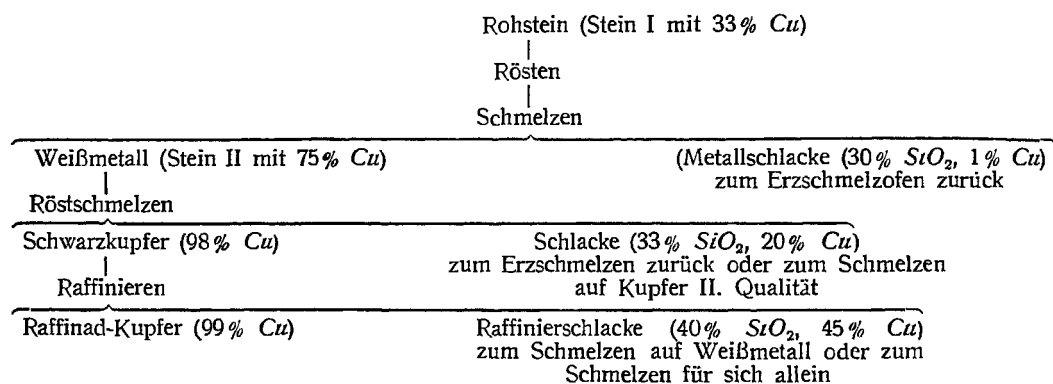 Rohstein (Stein I mit 33% Cu)
Rösten
Schmelzen
Weißmetall (Stein II mit 75% Cu)
(Metallschlacke (30% SiO₂, 1% Cu)
zum Erzschmelzofen zurück
Röstschmelzen
Schwarzkupfer (98% Cu)
Schlacke (33% SiO₂, 20% Cu)
zum Erzschmelzen zurück oder zum Schmelzen
auf Kupfer II. Qualität
Raffinieren
Raffinad-Kupfer (99% Cu)
Raffinierschlacke (40% SiO₂, 45% Cu)
zum Schmelzen auf Weißmetall oder zum
Schmelzen für sich allein